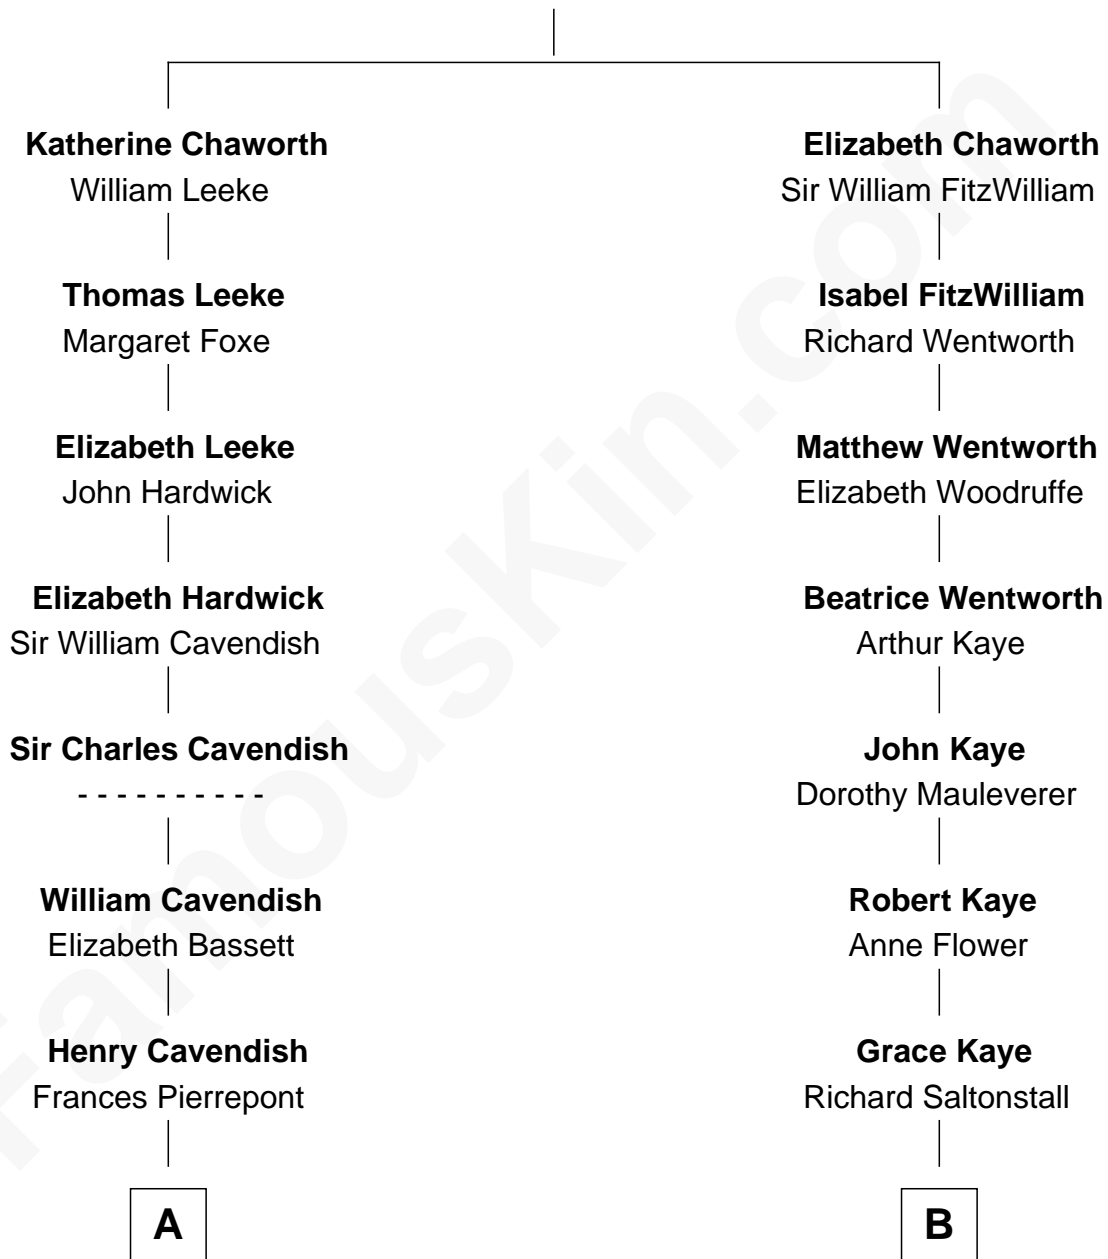 Katherine Chaworth
William Leeke
Thomas Leeke
Margaret Foxe
Elizabeth Leeke
John Hardwick
Elizabeth Hardwick
Sir William Cavendish
Sir Charles Cavendish
- - - - - - - - - -
William Cavendish
Elizabeth Bassett
Henry Cavendish
Frances Pierrepont
A
Elizabeth Chaworth
Sir William FitzWilliam
Isabel FitzWilliam
Richard Wentworth
Matthew Wentworth
Elizabeth Woodruffe
Beatrice Wentworth
Arthur Kaye
John Kaye
Dorothy Mauleverer
Robert Kaye
Anne Flower
Grace Kaye
Richard Saltonstall
B
FamousKin.com